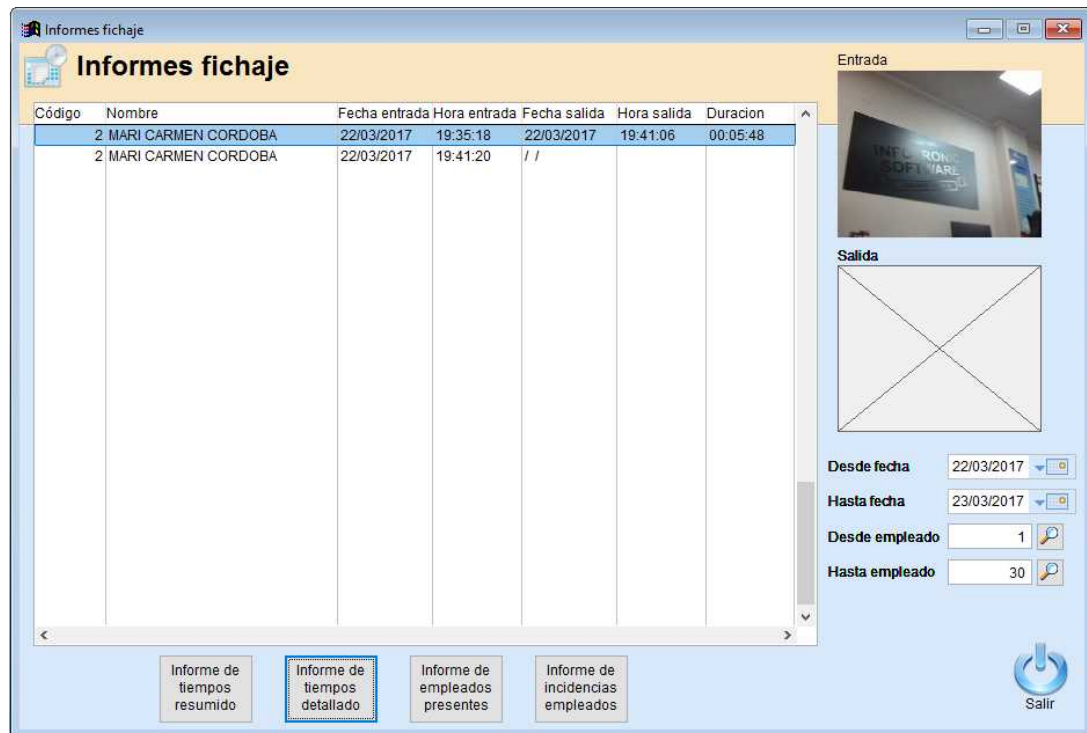 Informes fichaje
Informes fichaje
Código Nombre Fecha entrada Hora entrada Fecha salida Hora salida Duracion
2 MARI CARMEN CORDOBA 22/03/2017 19:35:18 22/03/2017 19:41:06 00:05:48
2 MARI CARMEN CORDOBA 22/03/2017 19:41:20 / /
Entrada
SOFTWARE
Salida
Desde fecha 22/03/2017
Hasta fecha 23/03/2017
Desde empleado 1
Hasta empleado 30
Informe de
tiempos
resumido
Informe de
tiempos
detallado
Informe de
empleados
presentes
Informe de
incidencias
empleados
Salir